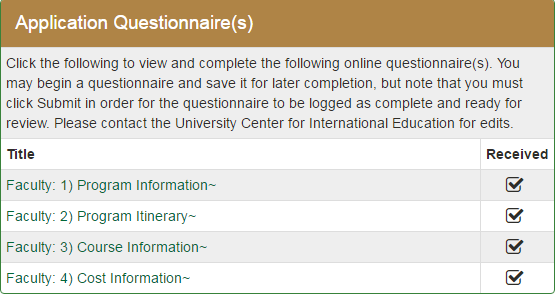 Application Questionnaire(s)
Click the following to view and complete the following online questionnaire(s). You
may begin a questionnaire and save it for later completion, but note that you must
click Submit in order for the questionnaire to be logged as complete and ready for
review. Please contact the University Center for International Education for edits.
Title Received
Faculty: 1) Program Information~
Faculty: 2) Program Itinerary~
Faculty: 3) Course Information~
Faculty: 4) Cost Information~